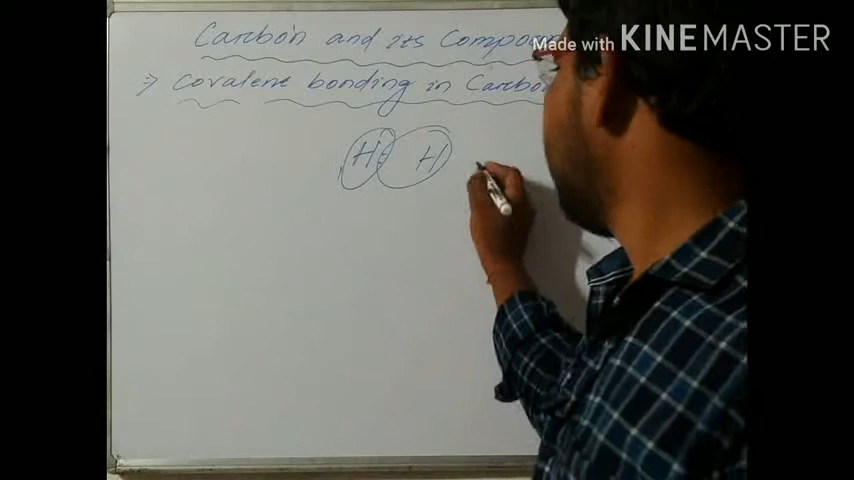 Carbon and its Compoun
Made with KINEMASTER
⇒ Covalent bonding in Carbo
H : H